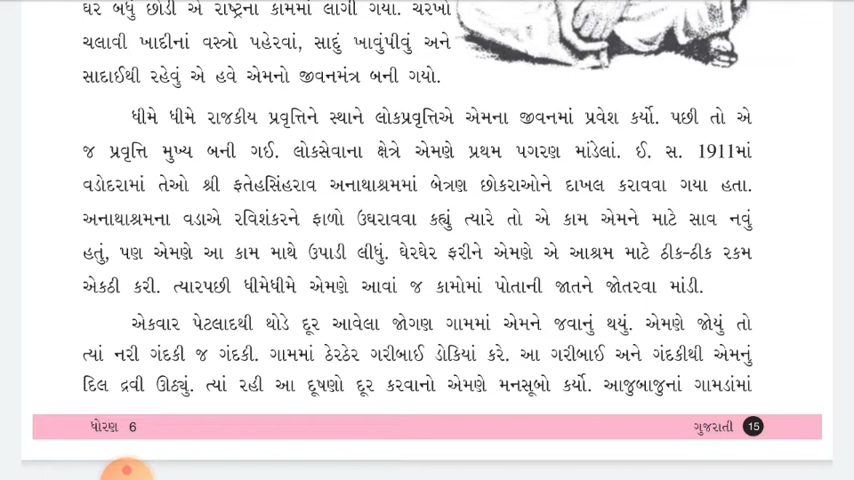 ઘર બધું છોડી એ રાષ્ટ્રના કામમાં લાગી ગયા. ચરખો
ચલાવી ખાદીનાં વસ્ત્રો પહેરવાં, સાદું ખાવુંપીવું અને
સાદાઈથી રહેવું એ હવે એમનો જીવનમંત્ર બની ગયો.
ધીમે ધીમે રાજકીય પ્રવૃત્તિને સ્થાને લોકપ્રવૃત્તિએ એમના જીવનમાં પ્રવેશ કર્યો. પછી તો એ
જ પ્રવૃત્તિ મુખ્ય બની ગઈ. લોકસેવાના ક્ષેત્રે એમણે પ્રથમ પગરણ માંડેલાં. ઈ. સ. 1911માં
વડોદરામાં તેઓ શ્રી ફતેહસિંહરાવ અનાથાશ્રમમાં બેત્રણ છોકરાઓને દાખલ કરાવવા ગયા હતા.
અનાથાશ્રમના વડાએ રવિશંકરને ફાળો ઉઘરાવવા કહ્યું ત્યારે તો એ કામ એમને માટે સાવ નવું
હતું, પણ એમણે આ કામ માથે ઉપાડી લીધું. ઘેરઘેર ફરીને એમણે એ આશ્રમ માટે ઠીક-ઠીક રકમ
એકઠી કરી. ત્યારપછી ધીમેધીમે એમણે આવાં જ કામોમાં પોતાની જાતને જોતરવા માંડી.
એકવાર પેટલાદથી થોડે દૂર આવેલા જોગણ ગામમાં એમને જવાનું થયું. એમણે જોયું તો
ત્યાં નરી ગંદકી જ ગંદકી. ગામમાં ઠેરઠેર ગરીબાઈ ડોકિયાં કરે. આ ગરીબાઈ અને ગંદકીથી એમનું
દિલ દ્રવી ઊઠ્યું. ત્યાં રહી આ દૂષણો દૂર કરવાનો એમણે મનસૂબો કર્યો. આજુબાજુનાં ગામડાંમાં
ધોરણ 6
ગુજરાતી 15